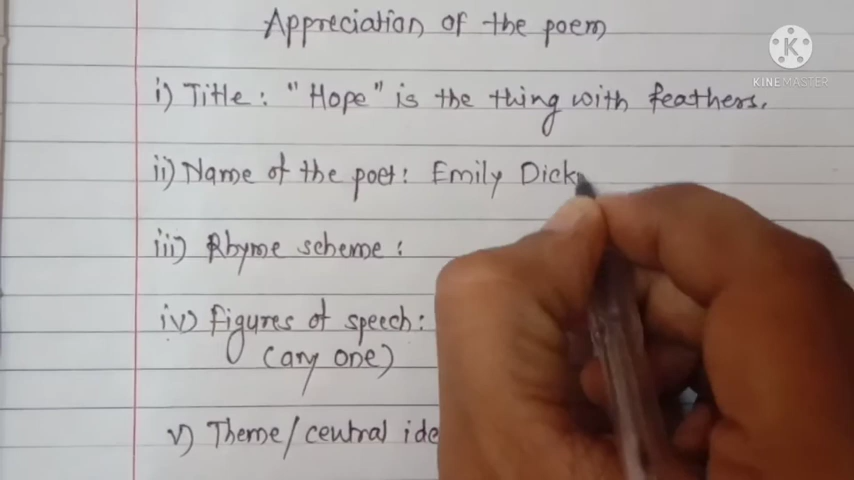 Appreciation of the poem
K
KINEMASTER
i) Title: "Hope" is the thing with feathers.
ii) Name of the poet: Emily Dick
iii) Rhyme scheme:
iv) Figures of speech:
(any one)
v) Theme/central ide